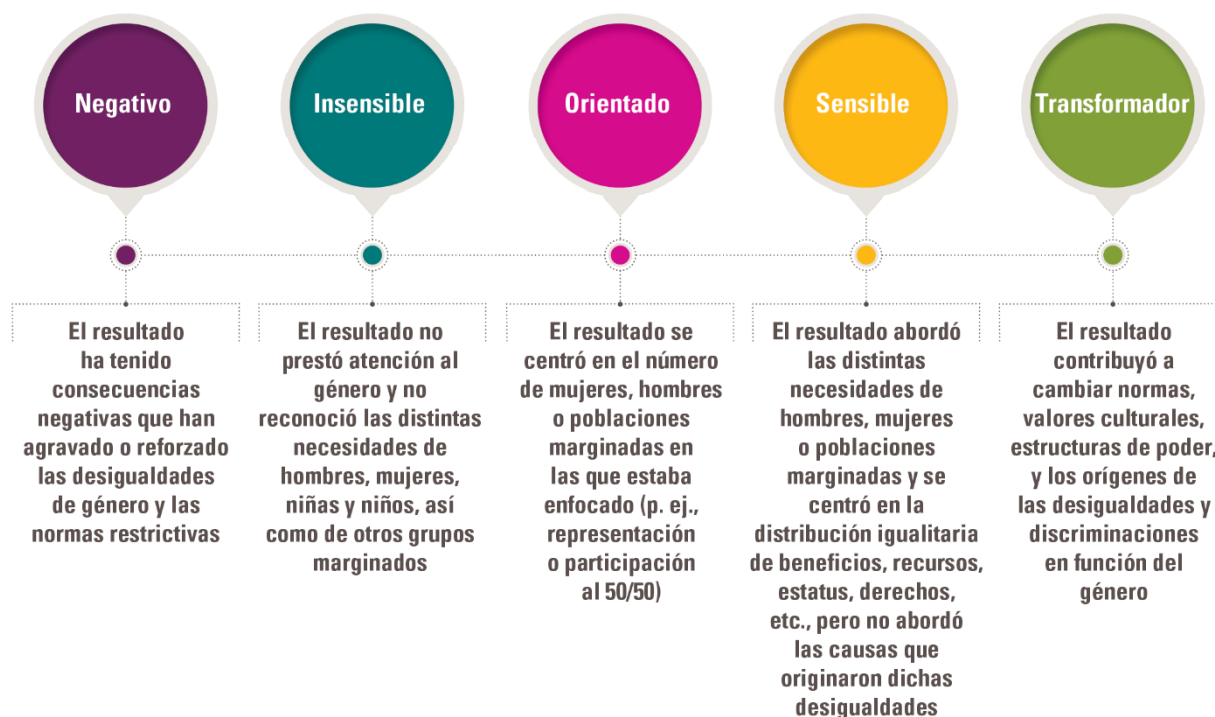 Negativo
Insensible
Orientado
Sensible
Transformador
El resultado
ha tenido
consecuencias
negativas que han
agravado o reforzado
las desigualdades
de género y las
normas restrictivas
El resultado no
prestó atención al
género y no
reconoció las distintas
necesidades de
hombres, mujeres,
niñas y niños, así
como de otros grupos
marginados
El resultado se
centró en el número
de mujeres, hombres
o poblaciones
marginadas en
las que estaba
enfocado (p. ej.,
representación
o participación
al 50/50)
El resultado abordó
las distintas
necesidades de
hombres, mujeres
o poblaciones
marginadas y se
centró en la
distribución igualitaria
de beneficios, recursos,
estatus, derechos,
etc., pero no abordó
las causas que
originaron dichas
desigualdades
El resultado
contribuyó a
cambiar normas,
valores culturales,
estructuras de poder,
y los orígenes de
las desigualdades y
discriminaciones
en función del
género